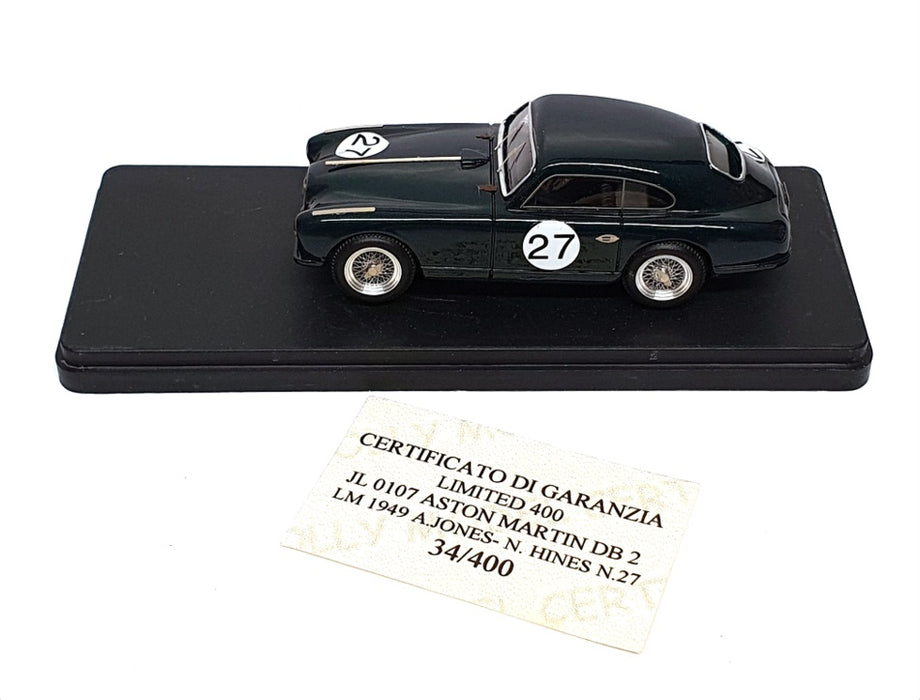 27
27
CERTIFICATO DI GARANZIA
LIMITED 400
JL 0107 ASTON MARTIN DB 2
LM 1949 A.JONES- N. HINES N.27
34/400